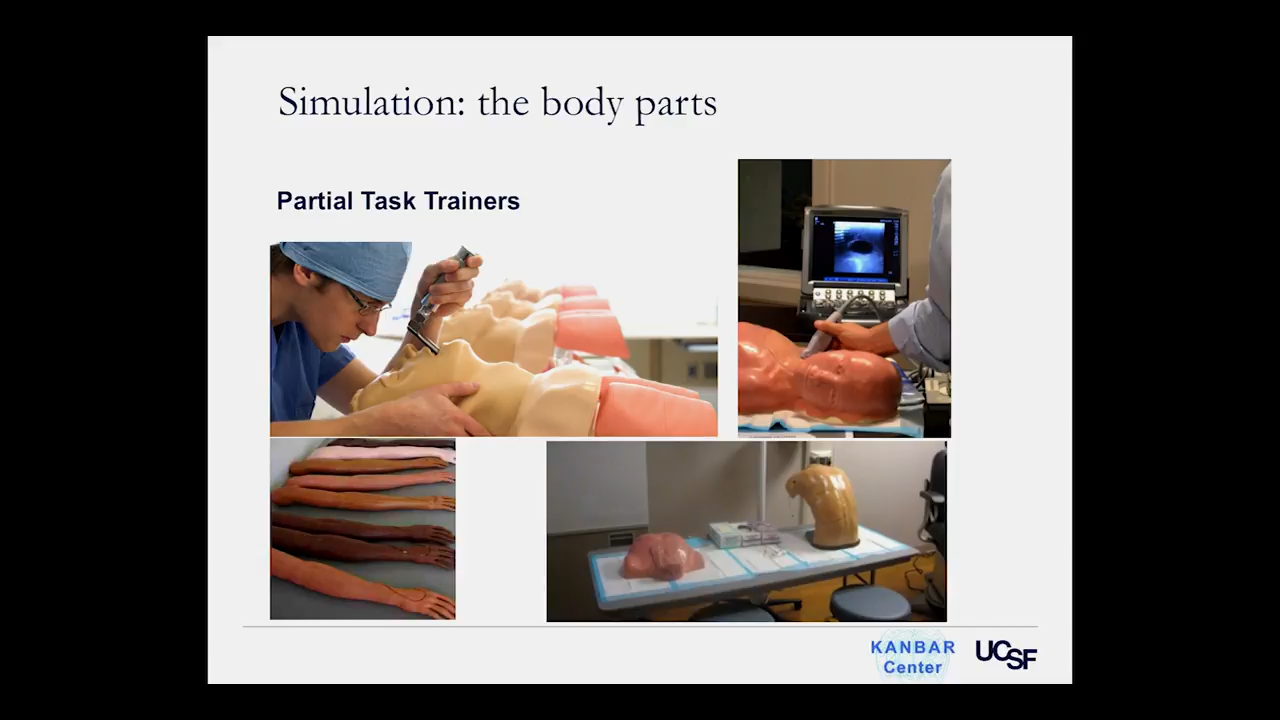 Simulation: the body parts
Partial Task Trainers
KANBAR
Center
UCSF